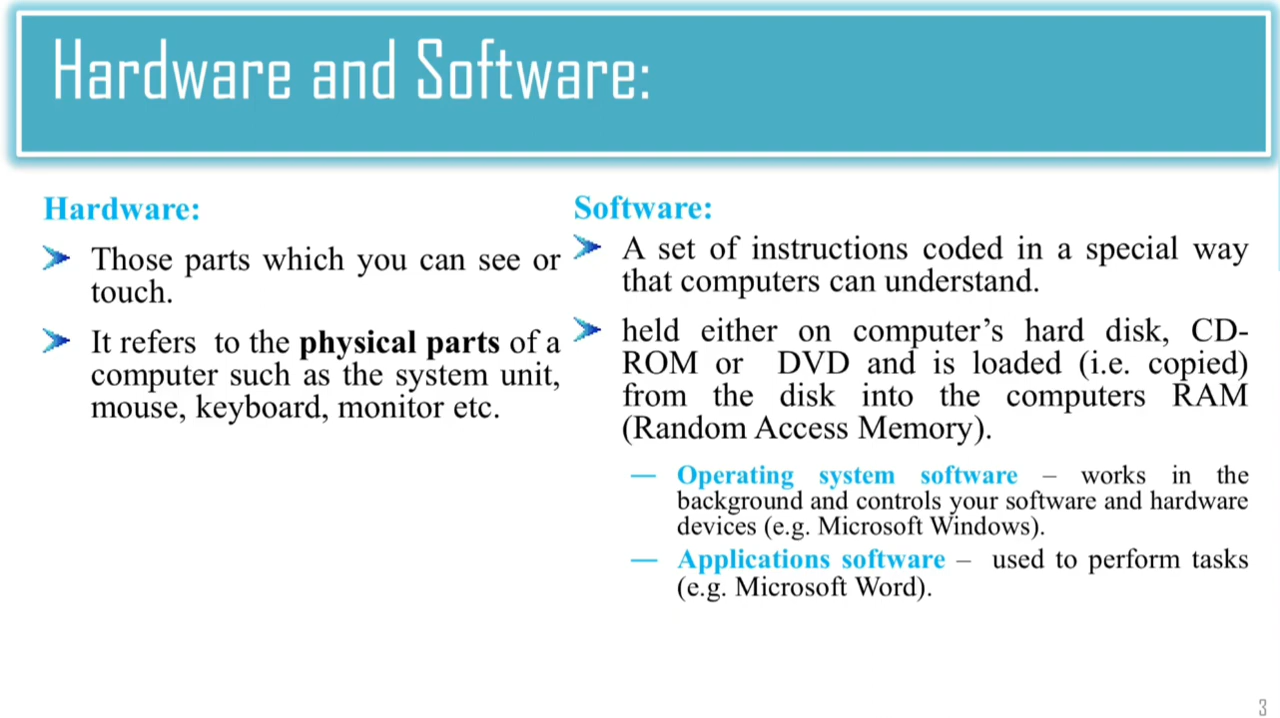 Hardware and Software:
Hardware:
Those parts which you can see or
touch.
It refers to the physical parts of a
computer such as the system unit,
mouse, keyboard, monitor etc.
Software:
A set of instructions coded in a special way
that computers can understand.
held either on computer’s hard disk, CD-
ROM or DVD and is loaded (i.e. copied)
from the disk into the computers RAM
(Random Access Memory).
— Operating system software – works in the
background and controls your software and hardware
devices (e.g. Microsoft Windows).
— Applications software – used to perform tasks
(e.g. Microsoft Word).
3